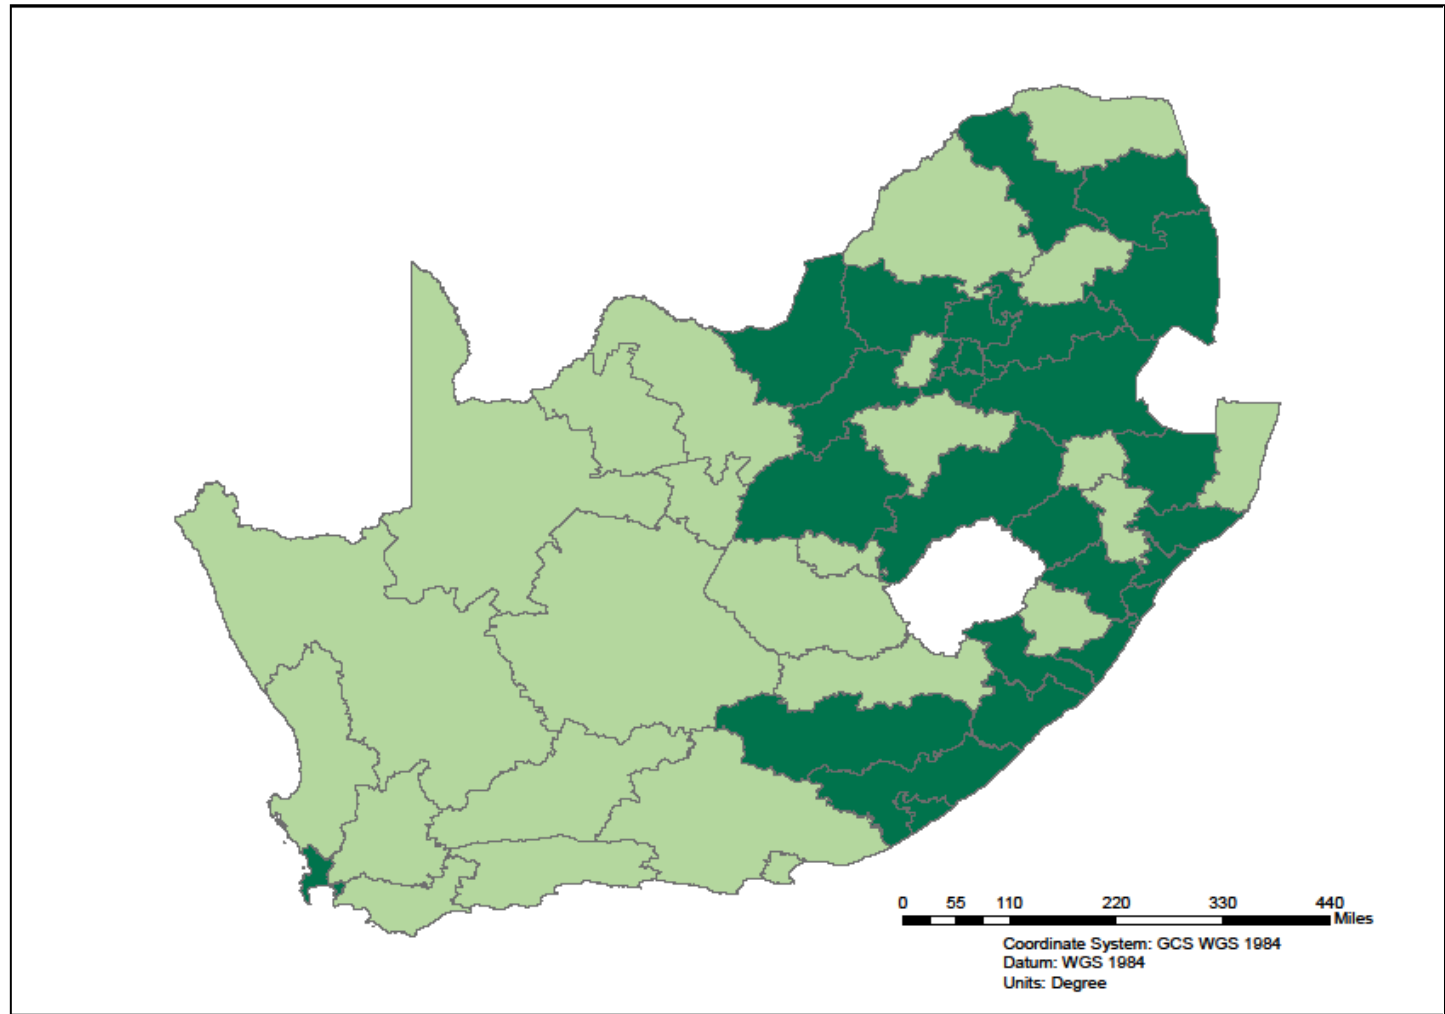 0 55 110 220 330 440
Miles
Coordinate System: GCS WGS 1984
Datum: WGS 1984
Units: Degree